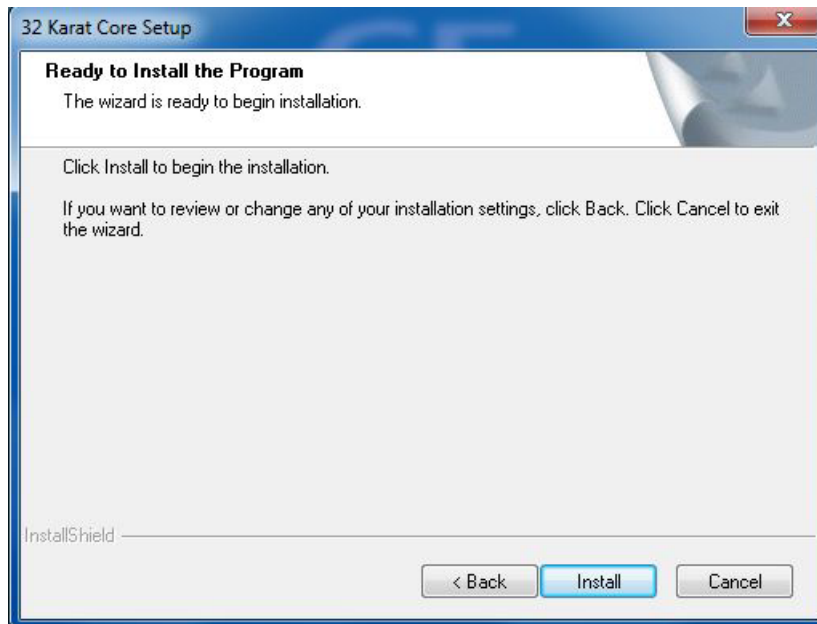 32 Karat Core Setup
Ready to Install the Program
The wizard is ready to begin installation.
Click Install to begin the installation.
If you want to review or change any of your installation settings, click Back. Click Cancel to exit
the wizard.
InstallShield
< Back Install Cancel